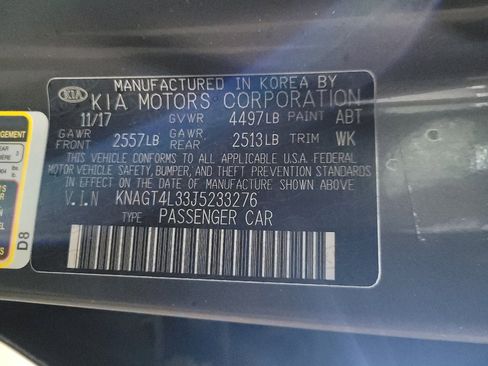 MANUFACTURED IN KOREA BY
KIA KIA MOTORS CORPORATION
11/17 GVWR 4497LB PAINT ABT
GAWR FRONT 2557LB GAWR REAR 2513LB TRIM WK
THIS VEHICLE CONFORMS TO ALL APPLICABLE U.S.A. FEDERAL
MOTOR VEHICLE SAFETY, BUMPER, AND THEFT PREVENTION STANDARDS
IN EFFECT ON THE DATE OF MANUFACTURE SHOWN ABOVE.
V.I.N KNAGT4L33J5233276
TYPE PASSENGER CAR
D8